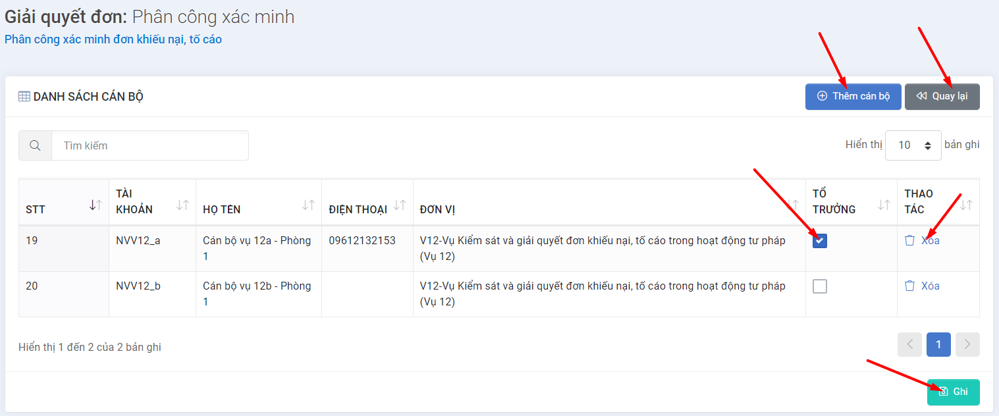 Giải quyết đơn: Phân công xác minh
Phân công xác minh đơn khiếu nại, tố cáo
DANH SÁCH CÁN BỘ
Thêm cán bộ
Quay lại
Tìm kiếm
Hiển thị 10 bản ghi
STT
TÀI
KHOẢN
HỌ TÊN
ĐIỆN THOẠI
ĐƠN VỊ
TỔ
TRƯỞNG
THAO
TÁC
19
NVV12_a
Cán bộ vụ 12a - Phòng
1
09612132153
V12-Vụ Kiểm sát và giải quyết đơn khiếu nại, tố cáo trong hoạt động tư pháp
(Vụ 12)
Xóa
20
NVV12_b
Cán bộ vụ 12b - Phòng
1
V12-Vụ Kiểm sát và giải quyết đơn khiếu nại, tố cáo trong hoạt động tư pháp
(Vụ 12)
Xóa
Hiển thị 1 đến 2 của 2 bản ghi
1
Ghi